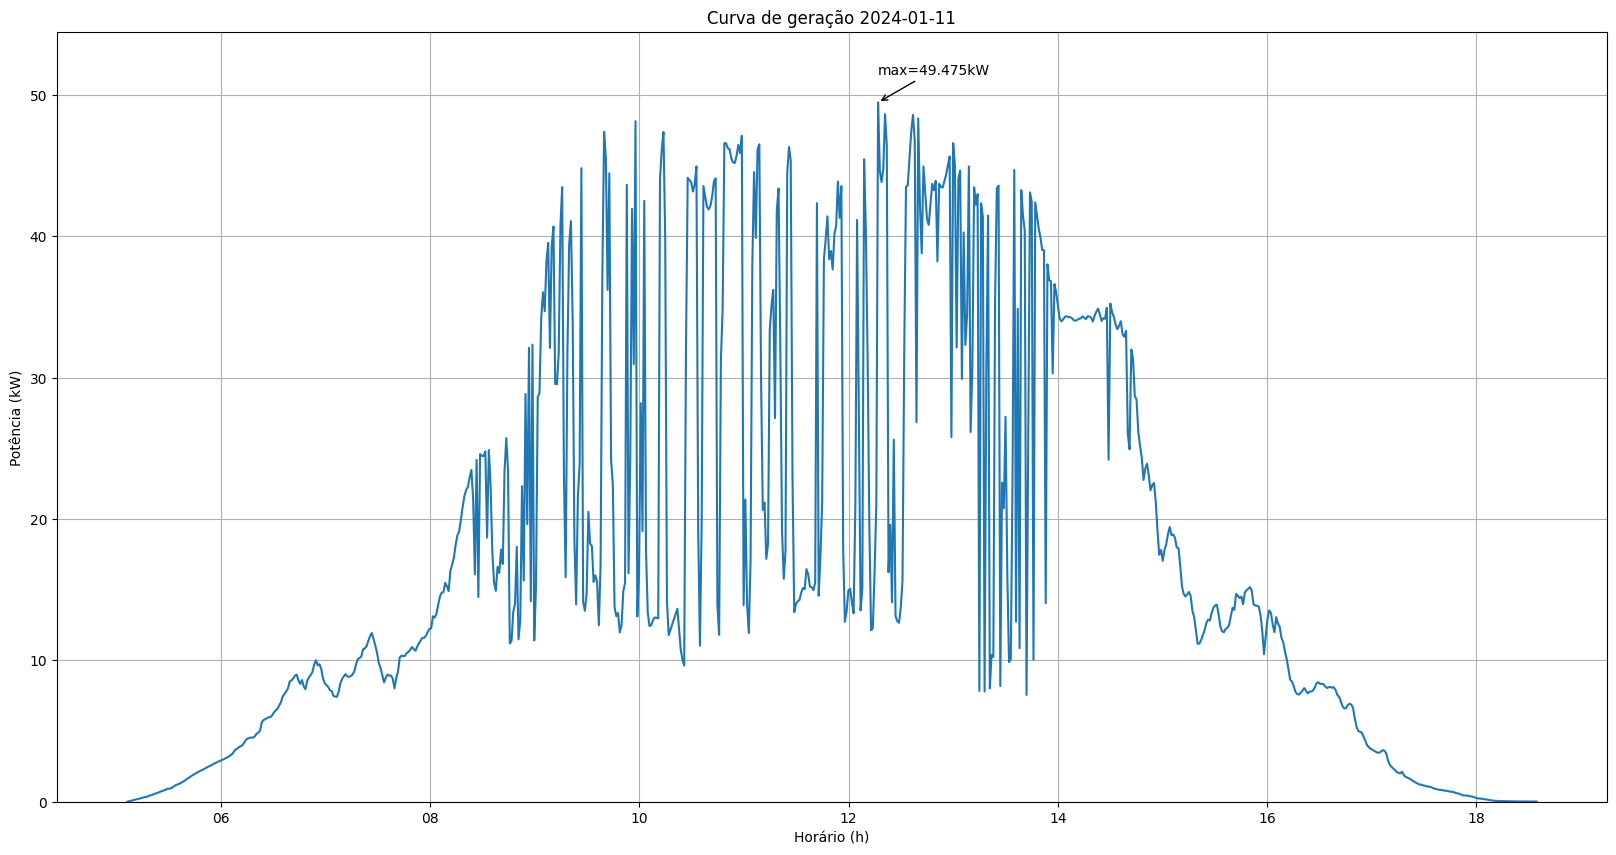 Curva de geração 2024-01-11
max=49.475kW
50
40
30
20
10
0
Potência (kW)
06 08 10 12 14 16 18
Horário (h)